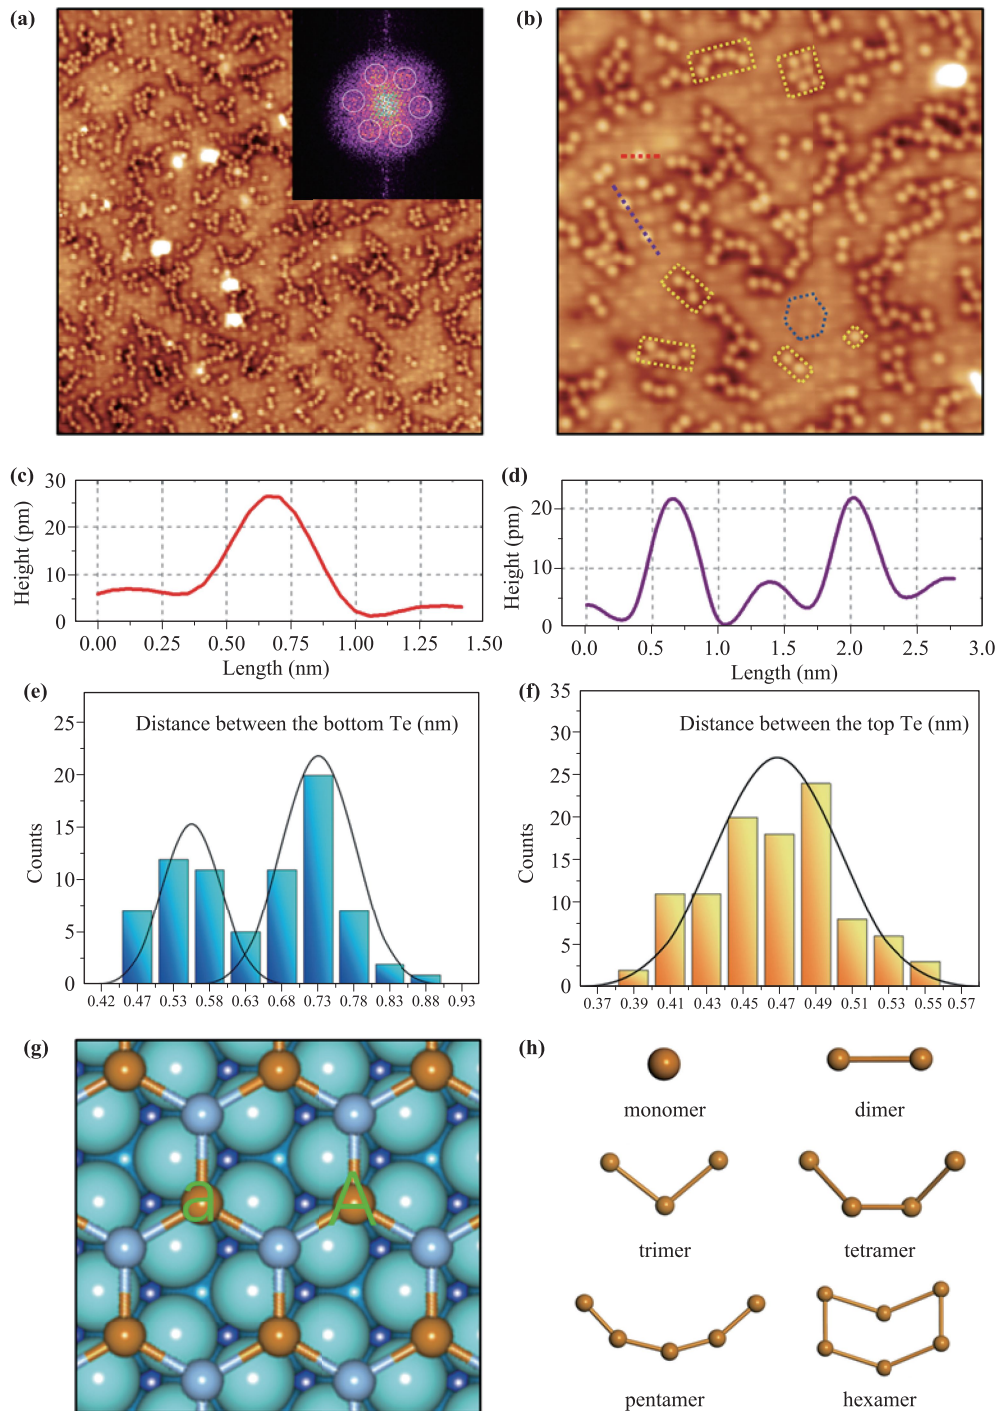 (a)
(b)
(c)
30
20
10
0
Height (pm)
0.00 0.25 0.50 0.75 1.00 1.25 1.50
Length (nm)
(d)
20
10
0
Height (pm)
0.0 0.5 1.0 1.5 2.0 2.5 3.0
Length (nm)
(e)
Distance between the bottom Te (nm)
25
20
15
10
5
0
Counts
0.42 0.47 0.53 0.58 0.63 0.68 0.73 0.78 0.83 0.88 0.93
(f)
Distance between the top Te (nm)
35
30
25
20
15
10
5
0
Counts
0.37 0.39 0.41 0.43 0.45 0.47 0.49 0.51 0.53 0.55 0.57
(g)
a A
(h)
monomer dimer
trimer tetramer
pentamer hexamer